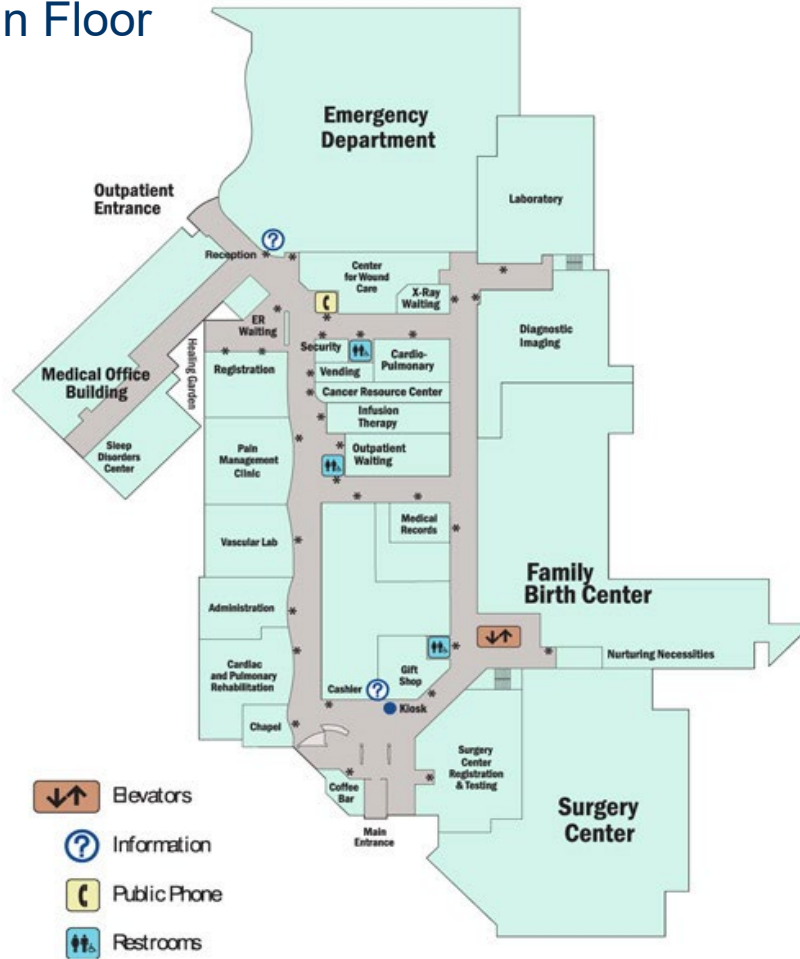 n Floor
Emergency
Department
Laboratory
Outpatient
Entrance
Reception
Center
for Wound
Care
X-Ray
Waiting
ER
Waiting
Security
Vending
Cardio-
Pulmonary
Diagnostic
Imaging
Healing Garden
Registration
Cancer Resource Center
Medical Office
Building
Infusion
Therapy
Sleep
Disorders
Center
Pain
Management
Clinic
Outpatient
Waiting
Medical
Records
Vascular Lab
Family
Birth Center
Administration
Nurturing Necessities
Cardiac
and Pulmonary
Rehabilitation
Gift
Shop
Cashier
Kiosk
Chapel
Surgery
Center
Registration
& Testing
Coffee
Bar
Surgery
Center
Main
Entrance
Elevators
Information
Public Phone
Restrooms